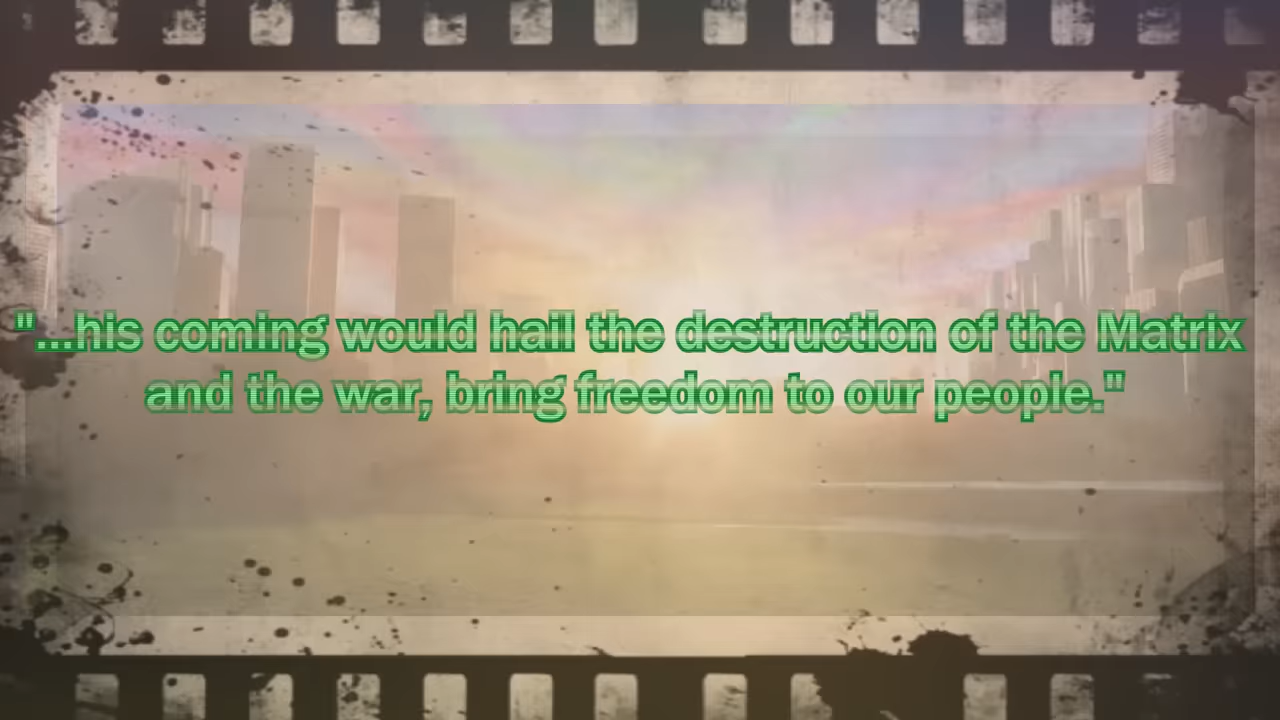 "...his coming would hail the destruction of the Matrix
and the war, bring freedom to our people."